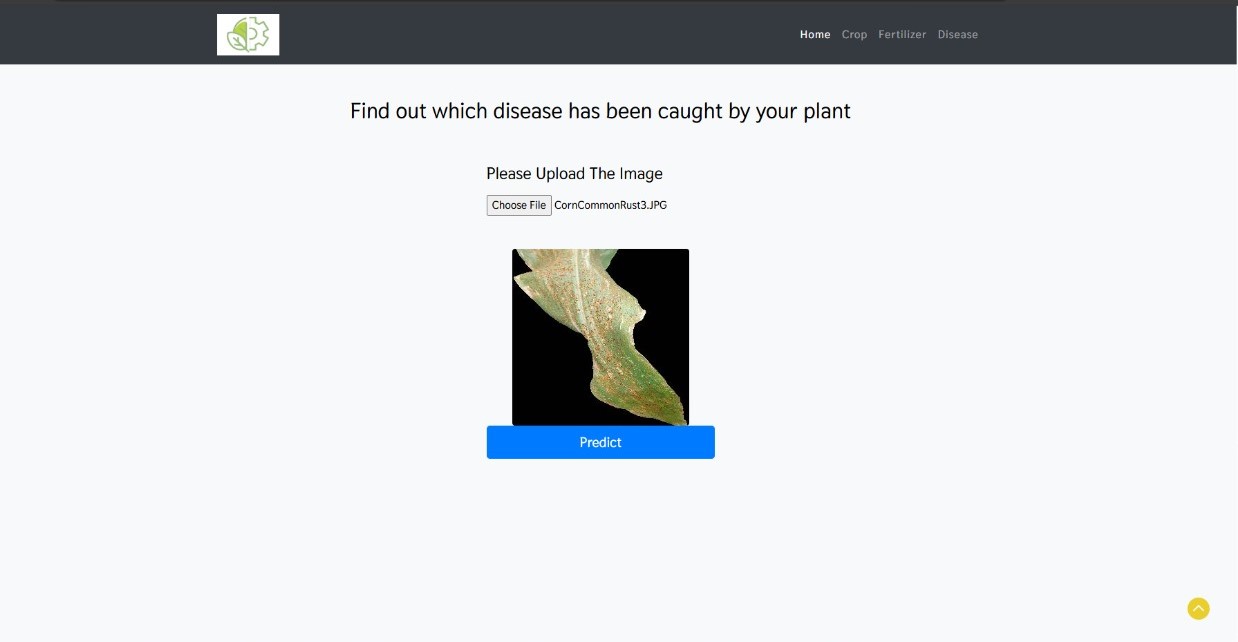 Home Crop Fertilizer Disease
Find out which disease has been caught by your plant
Please Upload The Image
Choose File CornCommonRust3.JPG
Predict